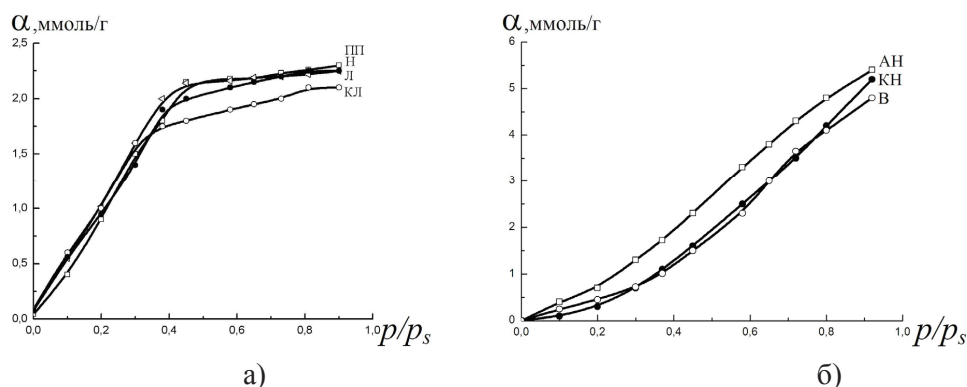 α,ммоль/г
2,5
2,0
1,5
1,0
0,5
0,0
0,0 0,2 0,4 0,6 0,8 1,0
p/pₛ
ПП
Н
Л
КЛ
а)
α,ммоль/г
6
5
4
3
2
1
0
0,0 0,2 0,4 0,6 0,8 1,0
p/pₛ
АН
КН
В
б)